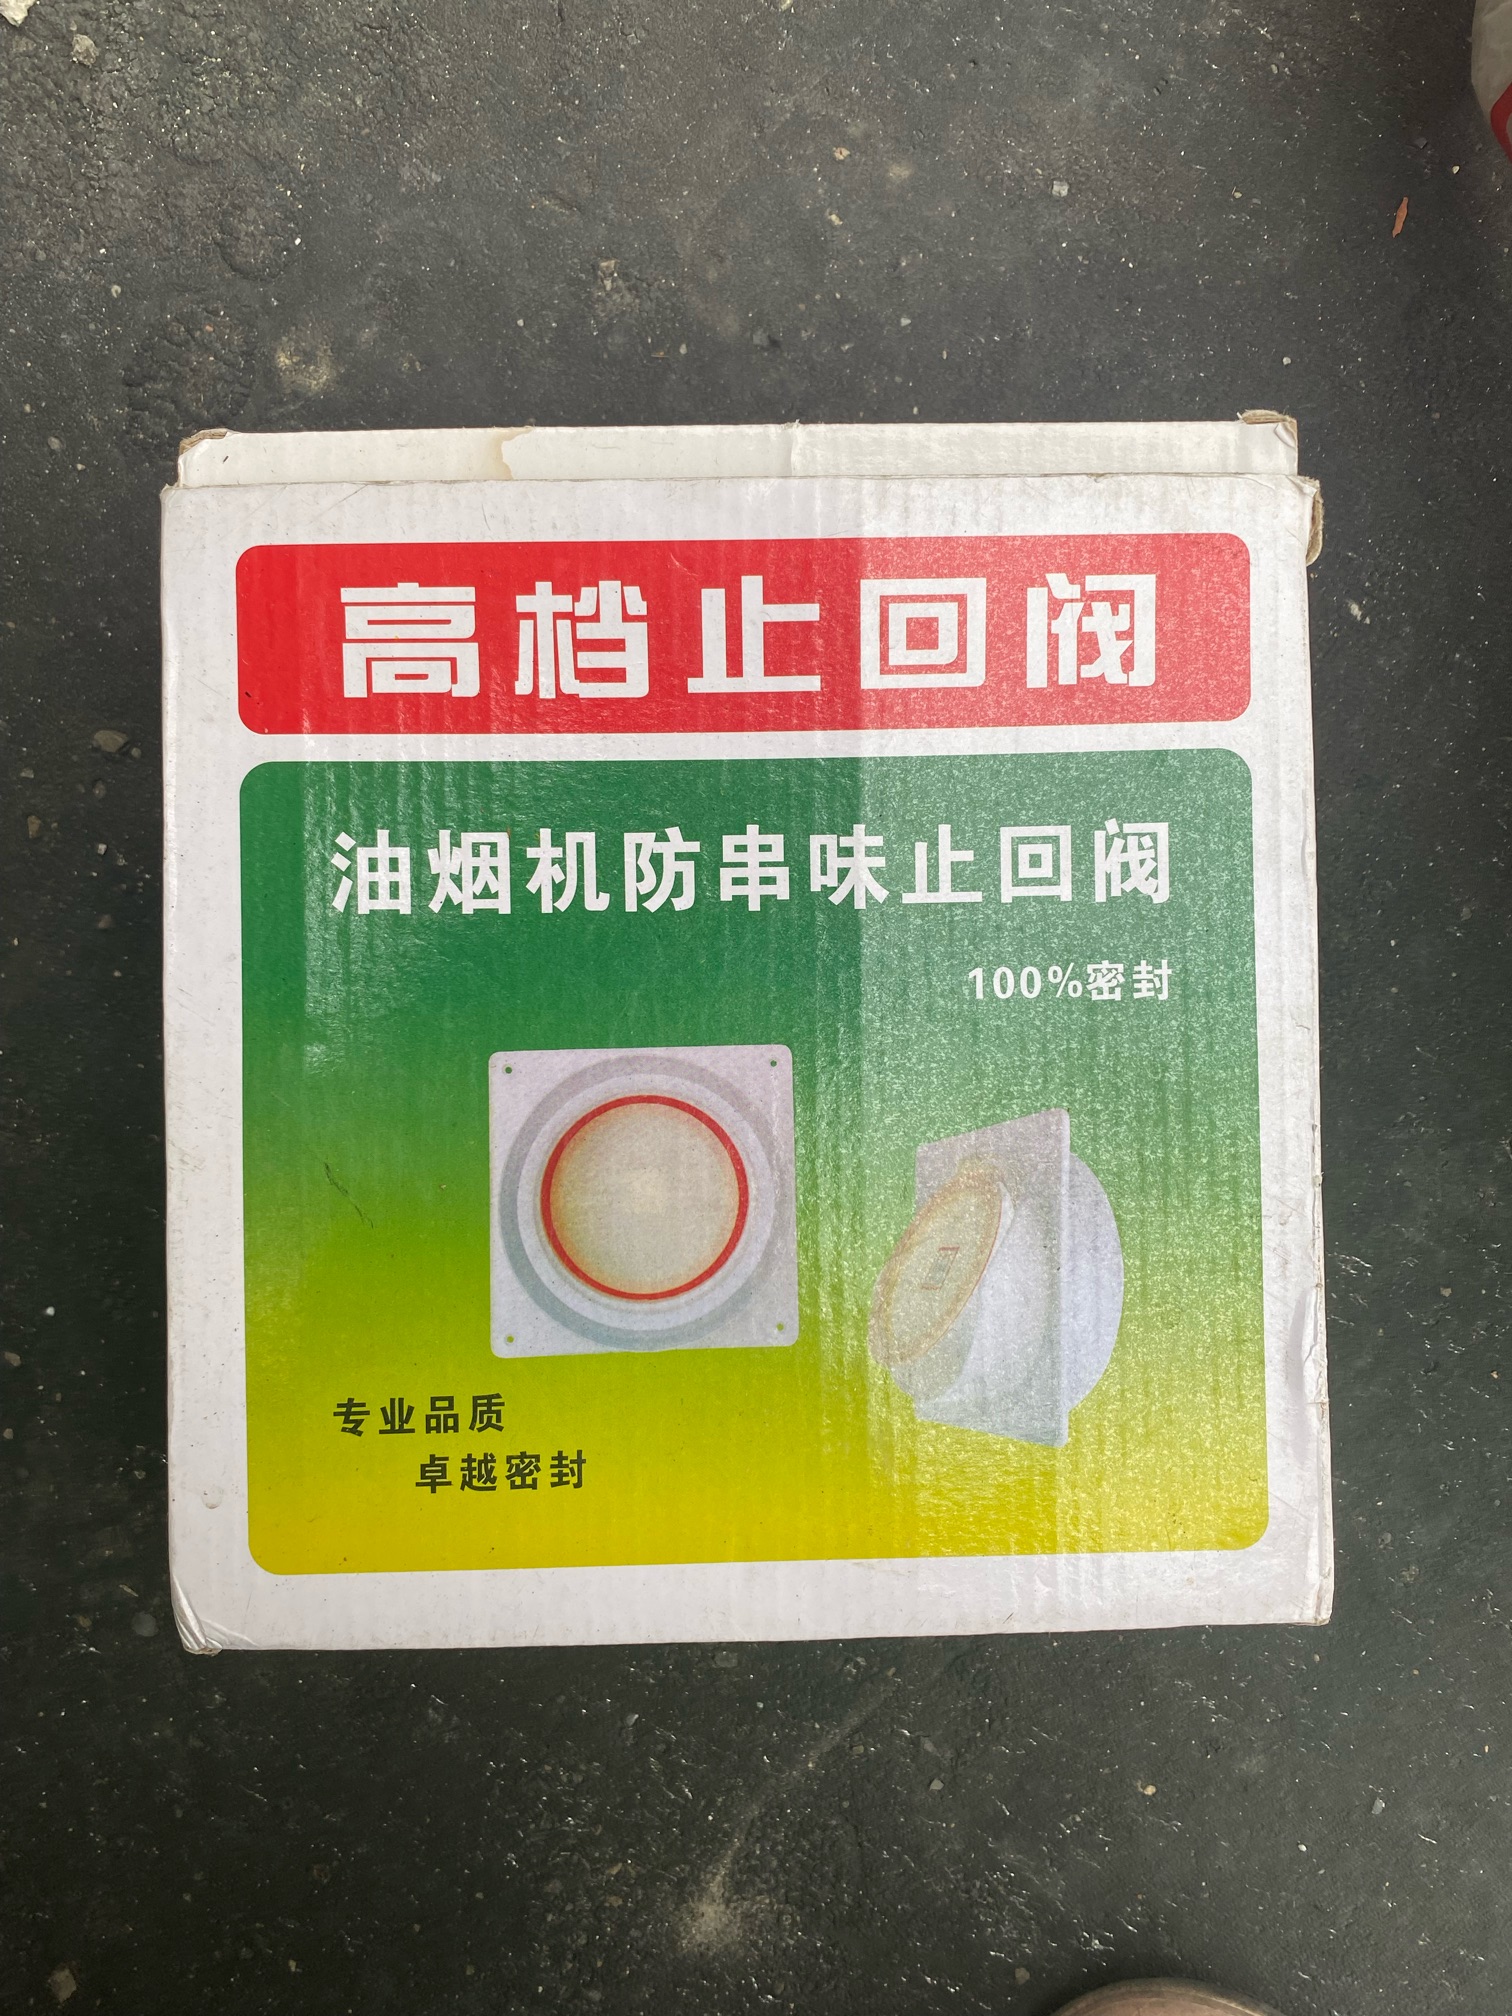 高档止回阀
油烟机防串味止回阀
100%密封
专业品质
卓越密封